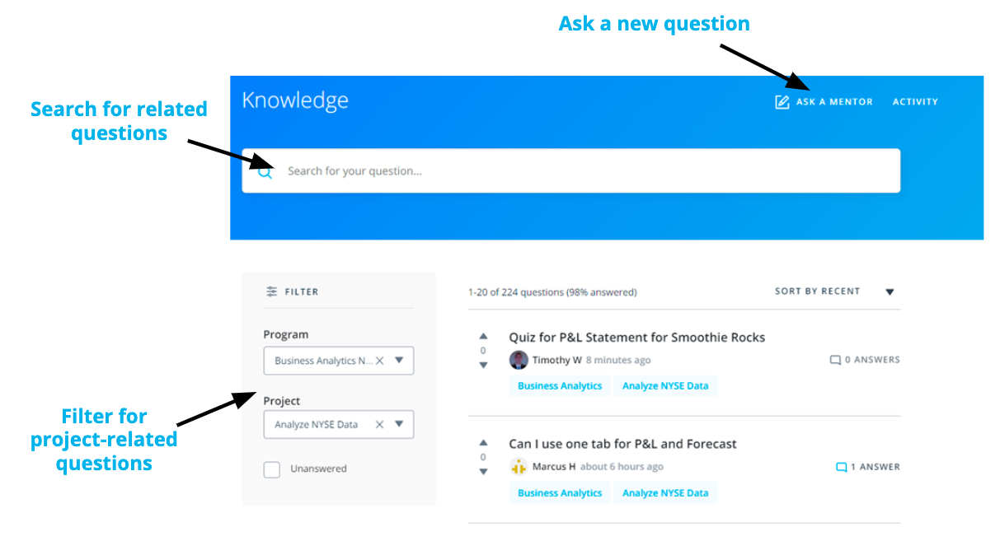 Ask a new question
Search for related
questions
Knowledge
ASK A MENTOR
ACTIVITY
Search for your question...
FILTER
Program
Business Analytics N...
Project
Analyze NYSE Data
Unanswered
Filter for
project-related
questions
1-20 of 224 questions (98% answered)
SORT BY RECENT
0
Quiz for P&L Statement for Smoothie Rocks
Timothy W 8 minutes ago
0 ANSWERS
Business Analytics
Analyze NYSE Data
0
Can I use one tab for P&L and Forecast
Marcus H about 6 hours ago
1 ANSWER
Business Analytics
Analyze NYSE Data